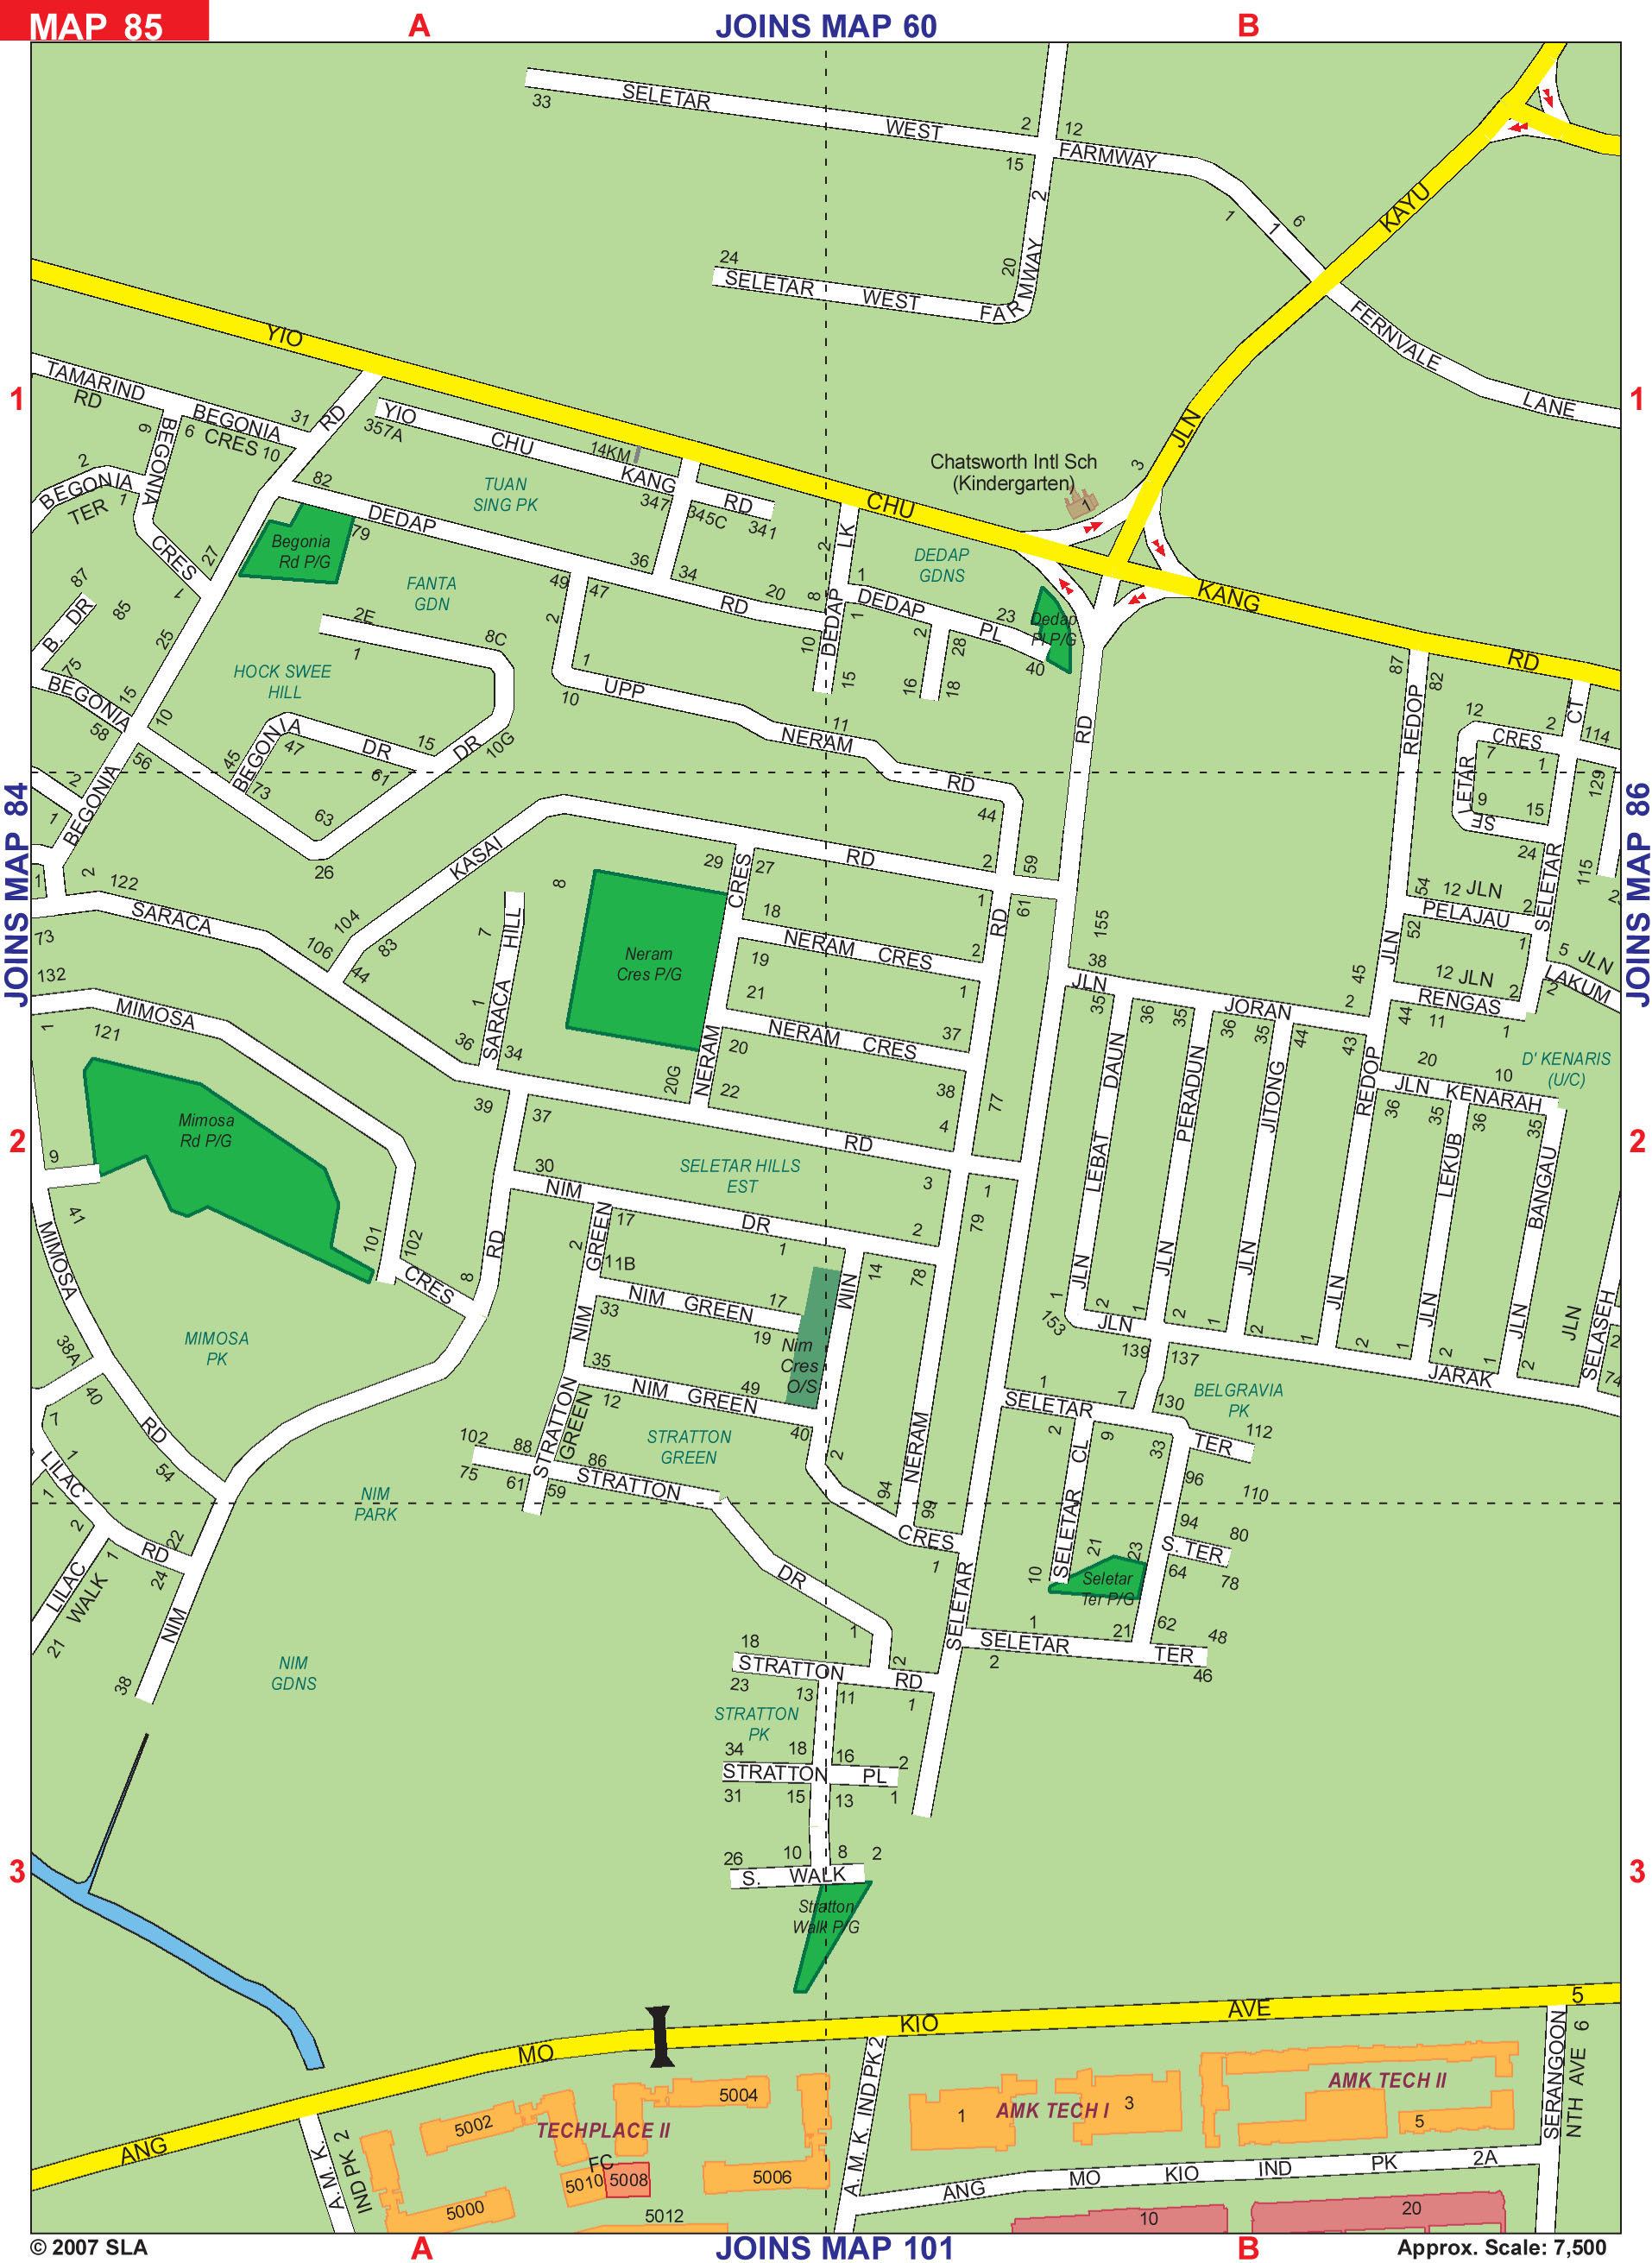 MAP 85
A
JOINS MAP 60
B
33
SELETAR
WEST
2
12
FARMWAY
15
2
KAYU
1
1
6
24
SELETAR
WEST
20
FARMWAY
YIO
FERNVALE
LANE
1
1
TAMARIND
RD
BEGONIA
CRES
31
RD
6
10
YIO
357A
CHU
14KM
KANG
RD
347
345C
341
Chatsworth Intl Sch
(Kindergarten)
1
3
JLN
9
BEGONIA
2
BEGONIA
TER
1
82
DEDAP
TUAN
SING PK
CHU
LK
2
DEDAP
GDNS
CRES
27
1
Begonia
Rd P/G
79
FANTA
GDN
36
34
49
47
RD
20
8
1
DEDAP
1
23
PL
Dedap
Pl P/G
40
KANG
RD
87
B. DR
85
75
25
2E
1
8C
2
10
DEDAP
2
28
16
18
15
HOCK SWEE
HILL
1
10
UPP
11
NERAM
RD
BEGONIA
58
15
10
56
BEGONIA
45
47
DR
15
DR
10G
61
73
63
26
RD
87
REDOP
82
12
CRES
2
CT
114
7
1
SELETAR
9
15
129
24
115
JOINS MAP 84
JOINS MAP 86
2
1
BEGONIA
1
2
122
SARACA
73
132
KASAI
RD
2
44
59
29
CRES
27
8
Neram
Cres P/G
18
NERAM CRES
1
RD
61
2
155
54
12 JLN
PELAJAU
2
52
1
SELETAR
5 JLN
LAKUM
2
104
106
83
44
7
SARACA HILL
1
36
34
19
21
1
NERAM CRES
37
20
NERAM
20G
22
38
77
38
JLN
JORAN
2
45
JLN
12 JLN
RENGAS
2
44
11
1
35
36
35
36
35
44
43
D' KENARIS
(U/C)
MIMOSA
1
121
Mimosa
Rd P/G
39
37
RD
4
20
10
JLN KENARAH
36
35
36
35
JLN LEBAT DAUN
JLN PERADUN
JLN JITONG
JLN REDOP
JLN LEKUB
JLN BANGAU
JLN SELASEH
2
2
9
41
MIMOSA
101
102
CRES
8
RD
30
NIM
DR
SELETAR HILLS
EST
3
1
79
2
17
2
GREEN
11B
1
14
78
NIM GREEN
17
33
19
NIM
WIN
Nim
Cres
O/S
1
153
2
JLN
1
139
2
137
1
2
1
2
1
2
1
2
JARAK
74
MIMOSA
PK
38A
40
7
RD
54
35
NIM GREEN
49
12
STRATTON GREEN
STRATTON
GREEN
40
2
NERAM
94
99
1
SELETAR
7
2
9
CL
130
BELGRAVIA
PK
112
TER
33
96
110
LILAC
1
1
2
RD
22
24
1
LILAC
WALK
21
NIM
38
NIM
PARK
102
88
86
75
61
59
STRATTON
DR
CRES
1
SELETAR
SELETAR
10
21
23
Seletar
Ter P/G
94
S. TER
80
64
78
1
SELETAR
21
62
TER
48
2
46
NIM
GDNS
1
18
STRATTON
23
13
11
2
RD
1
STRATTON
PK
34
18
16
2
STRATTON PL
31
15
13
1
3
3
26
10
8
2
S. WALK
Stratton
Walk P/G
ANG
MO
KIO
AVE
5
A. M. K.
IND PK 2
A. M. K. IND PK 2
SERANGOON
NTH AVE 6
5002
5004
TECHPLACE II
FC
5010
5008
5006
5000
5012
1
AMK TECH I
3
AMK TECH II
5
ANG MO KIO IND PK 2A
10
20
© 2007 SLA
A
JOINS MAP 101
B
Approx. Scale: 7,500